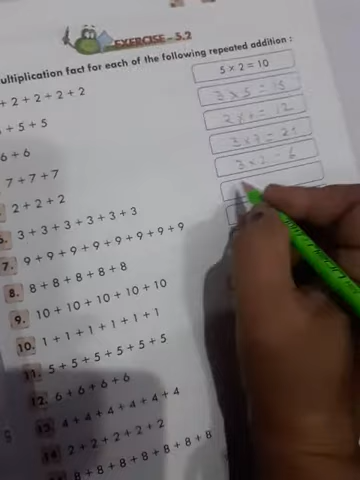 EXERCISE - 5.2
ultiplication fact for each of the following repeated addition :
+ 2 + 2 + 2 + 2
5 × 2 = 10
+ 5 + 5
3 × 5 = 15
6 + 6
7 + 7 + 7
3 × 7 = 21
2 + 2 + 2
3 × 2 = 6
6. 3 + 3 + 3 + 3 + 3 + 3
7. 9 + 9 + 9 + 9 + 9 + 9 + 9 + 9
8. 8 + 8 + 8 + 8 + 8
9. 10 + 10 + 10 + 10 + 10
10. 1 + 1 + 1 + 1 + 1 + 1
11. 5 + 5 + 5 + 5 + 5 + 5
12. 6 + 6 + 6 + 6
13. 4 + 4 + 4 + 4 + 4 + 4
14. 2 + 2 + 2 + 2 + 2
8 + 8 + 8 + 8 + 8 + 8 + 8